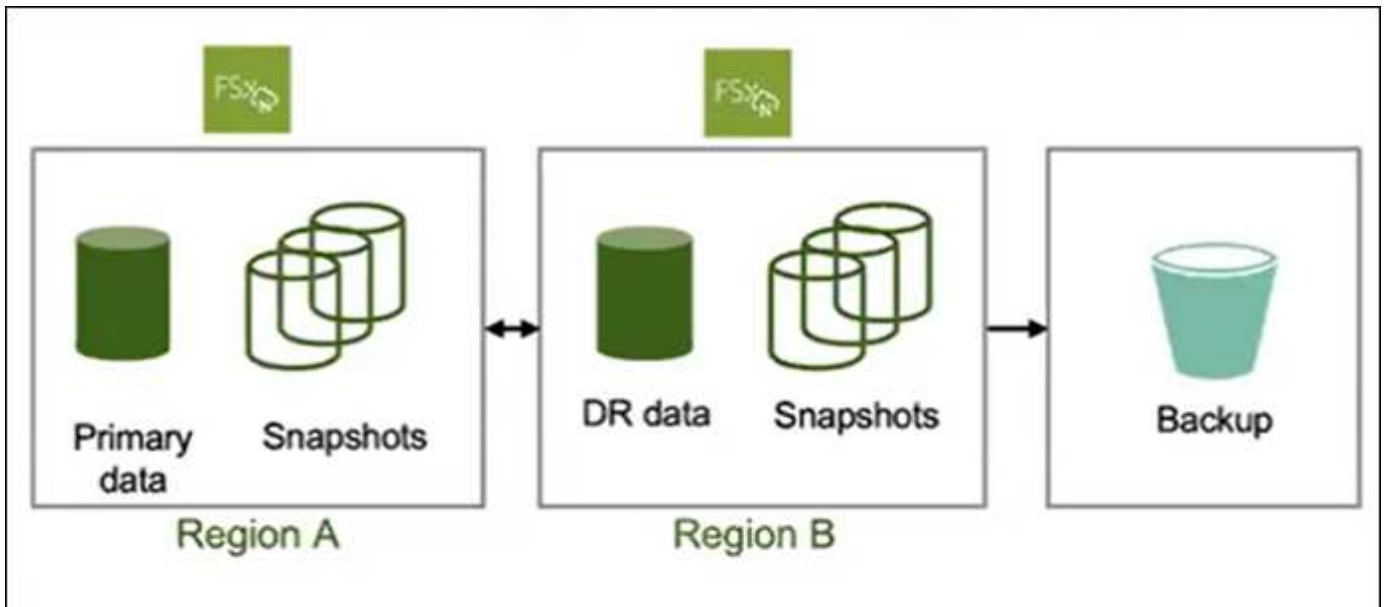 FSx
N
FSx
N
Primary
data
Snapshots
DR data
Snapshots
Backup
Region A
Region B